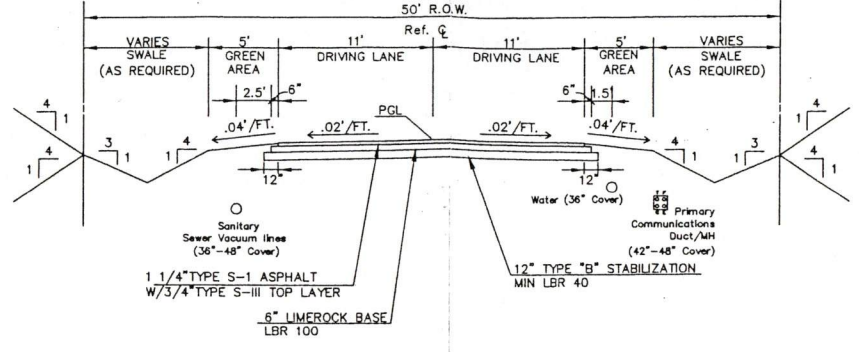 50' R.O.W.
Ref. ℄
VARIES
SWALE
(AS REQUIRED)
5'
GREEN
AREA
11'
DRIVING LANE
11'
DRIVING LANE
5'
GREEN
AREA
VARIES
SWALE
(AS REQUIRED)
2.5'
6"
6"
1.5'
PGL
.04'/FT.
.02'/FT.
.02'/FT.
.04'/FT.
4
1
4
1
3
1
4
1
4
1
3
1
4
1
4
1
12"
12"
Sanitary
Sewer Vacuum lines
(36"-48" Cover)
Water (36" Cover)
Primary
Communications
Duct/MH
(42"-48" Cover)
1 1/4"TYPE S-1 ASPHALT
W/3/4"TYPE S-III TOP LAYER
6" LIMEROCK BASE
LBR 100
12" TYPE "B" STABILIZATION
MIN LBR 40